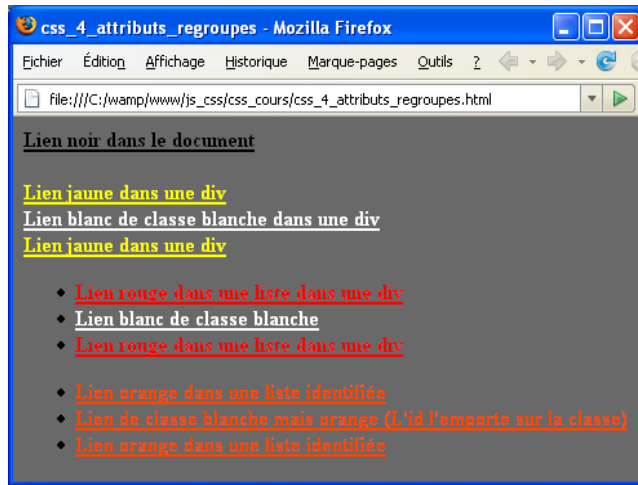 css_4_attributs_regroupes - Mozilla Firefox
Fichier Édition Affichage Historique Marque-pages Outils ?
file:///C:/wamp/www/js_css/css_cours/css_4_attributs_regroupes.html
Lien noir dans le document
Lien jaune dans une div
Lien blanc de classe blanche dans une div
Lien jaune dans une div
Lien rouge dans une liste dans une div
Lien blanc de classe blanche
Lien rouge dans une liste dans une div
Lien orange dans une liste identifiée
Lien de classe blanche mais orange (L'id l'emporte sur la classe)
Lien orange dans une liste identifiée